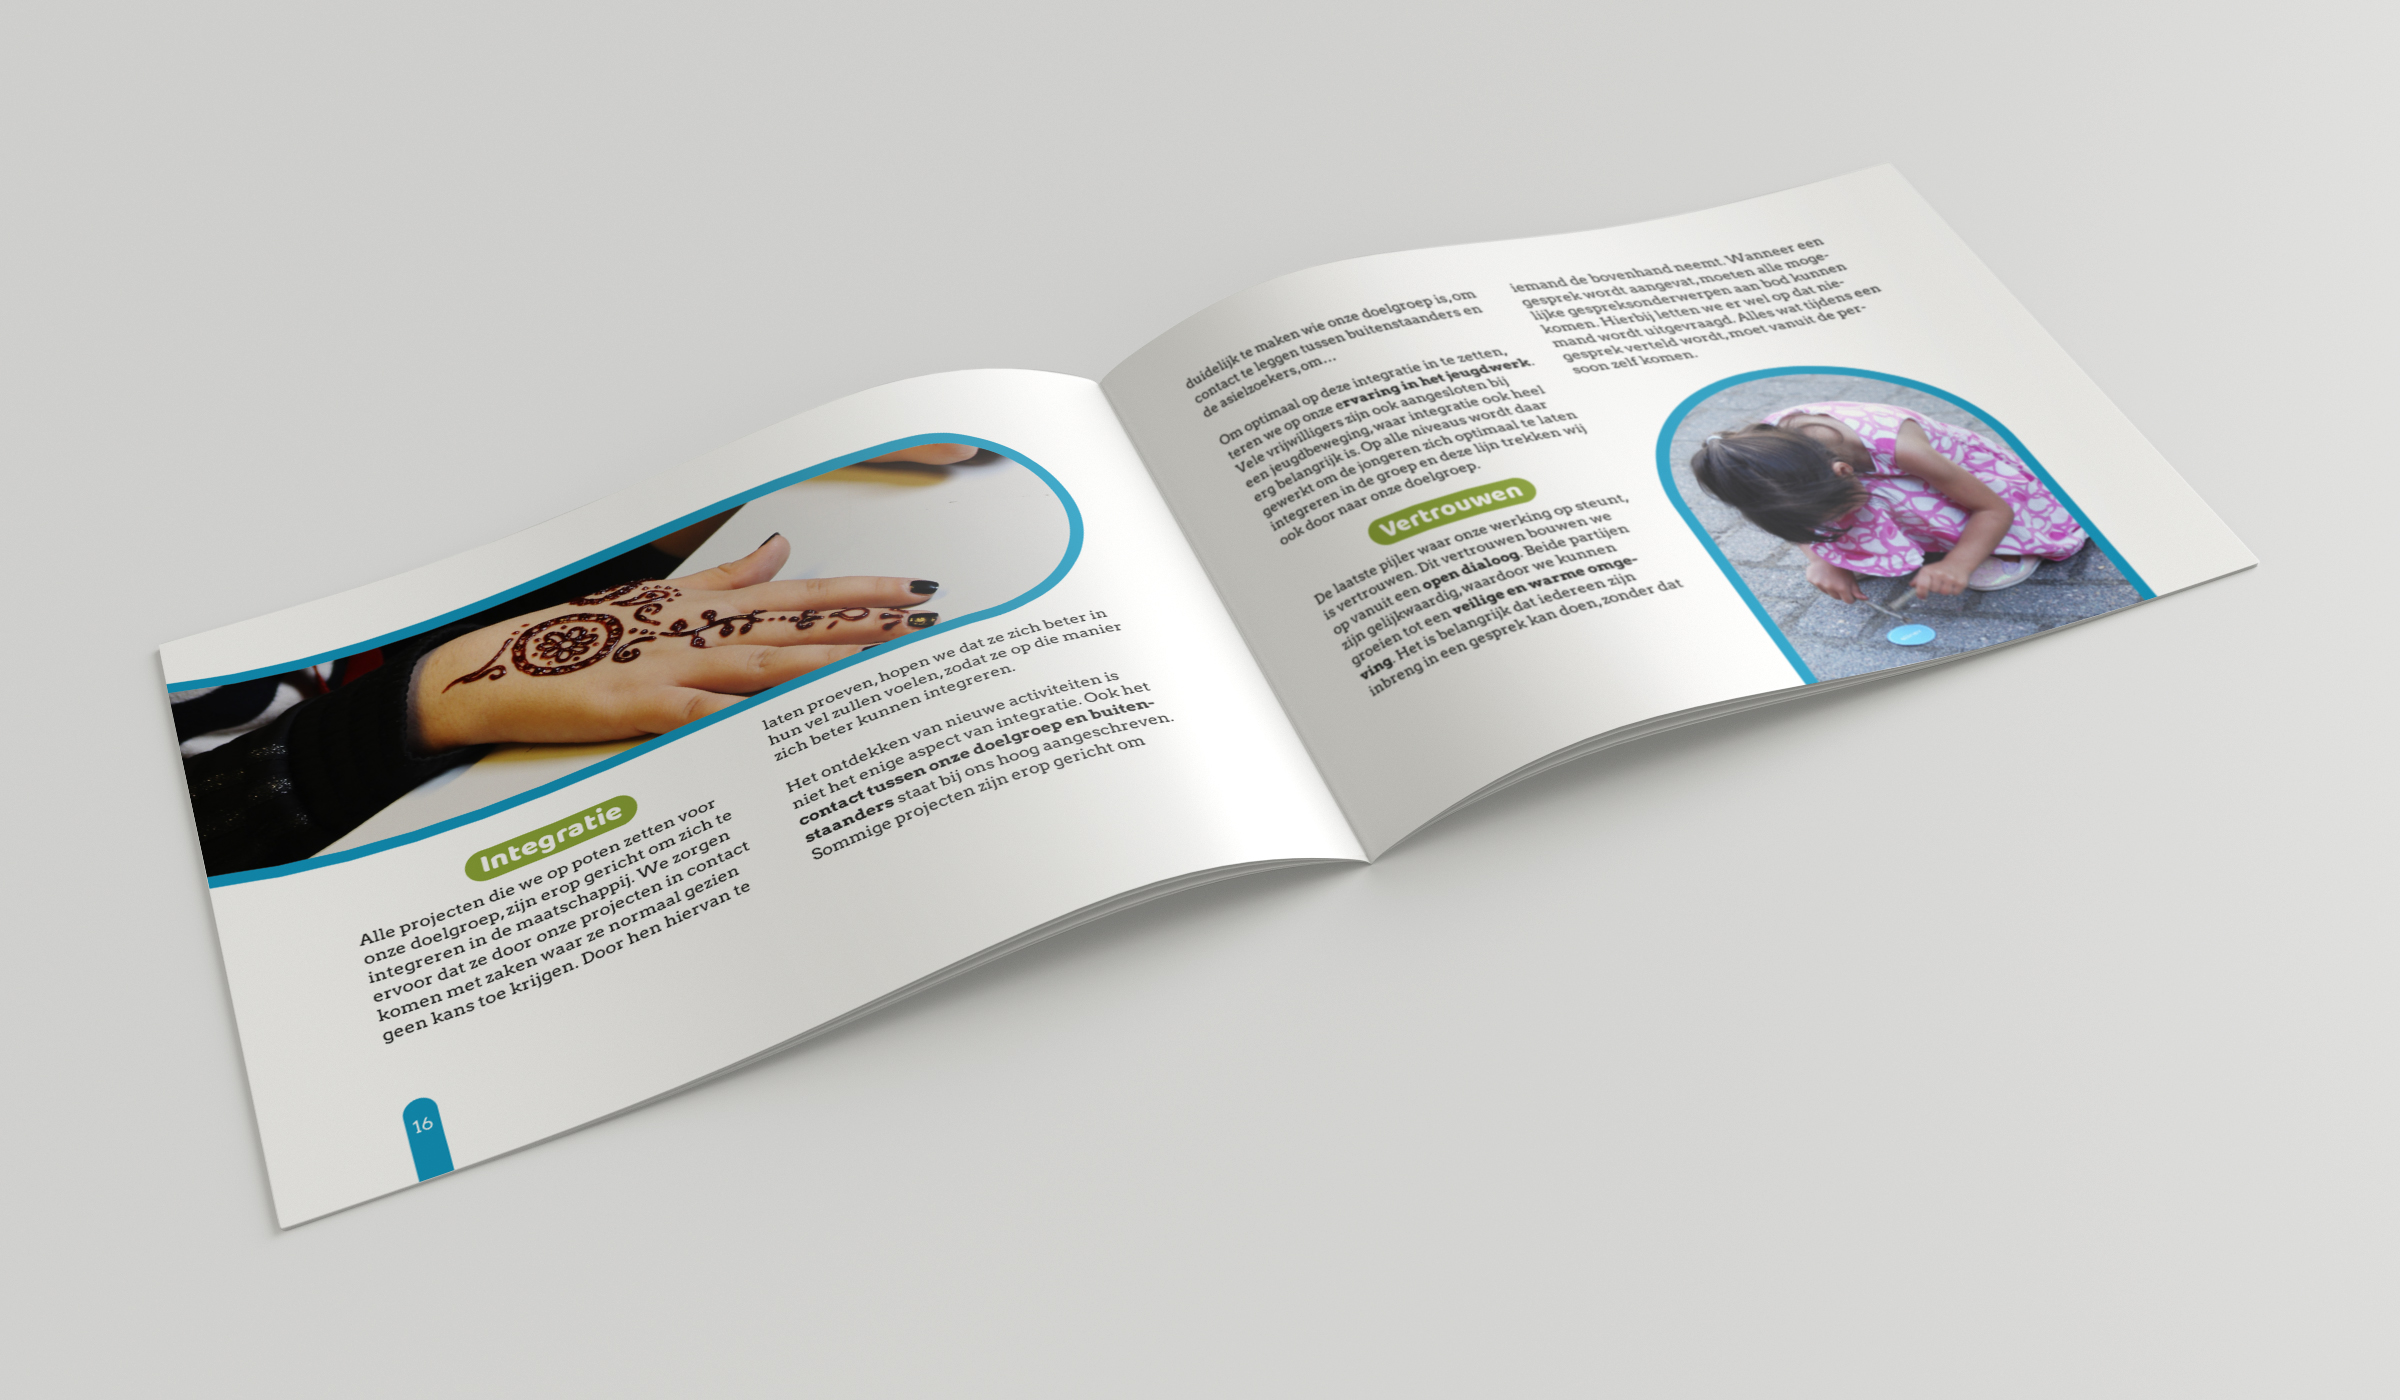 Integratie
Alle projecten die we op poten zetten voor
onze doelgroep, zijn erop gericht om zich te
integreren in de maatschappij. We zorgen
ervoor dat ze door onze projecten in contact
komen met zaken waar ze normaal gezien
geen kans toe krijgen. Door hen hiervan te
16
laten proeven, hopen we dat ze zich beter in
hun vel zullen voelen, zodat ze op die manier
zich beter kunnen integreren.
Het ontdekken van nieuwe activiteiten is
niet het enige aspect van integratie. Ook het
contact tussen onze doelgroep en buiten-
staanders staat bij ons hoog aangeschreven.
Sommige projecten zijn erop gericht om
duidelijk te maken wie onze doelgroep is, om
contact te leggen tussen buitenstaanders en
de asielzoekers, om...
Om optimaal op deze integratie in te zetten,
teren we op onze ervaring in het jeugdwerk.
Vele vrijwilligers zijn ook aangesloten bij
een jeugdbeweging, waar integratie ook heel
erg belangrijk is. Op alle niveaus wordt daar
gewerkt om de jongeren zich optimaal te laten
integreren in de groep en deze lijn trekken wij
ook door naar onze doelgroep.
Vertrouwen
De laatste pijler waar onze werking op steunt,
is vertrouwen. Dit vertrouwen bouwen we
op vanuit een open dialoog. Beide partijen
zijn gelijkwaardig, waardoor we kunnen
groeien tot een veilige en warme omge-
ving. Het is belangrijk dat iedereen zijn
inbreng in een gesprek kan doen, zonder dat
iemand de bovenhand neemt. Wanneer een
gesprek wordt aangevat, moeten alle moge-
lijke gespreksonderwerpen aan bod kunnen
komen. Hierbij letten we er wel op dat nie-
mand wordt uitgevraagd. Alles wat tijdens een
gesprek verteld wordt, moet vanuit de per-
soon zelf komen.